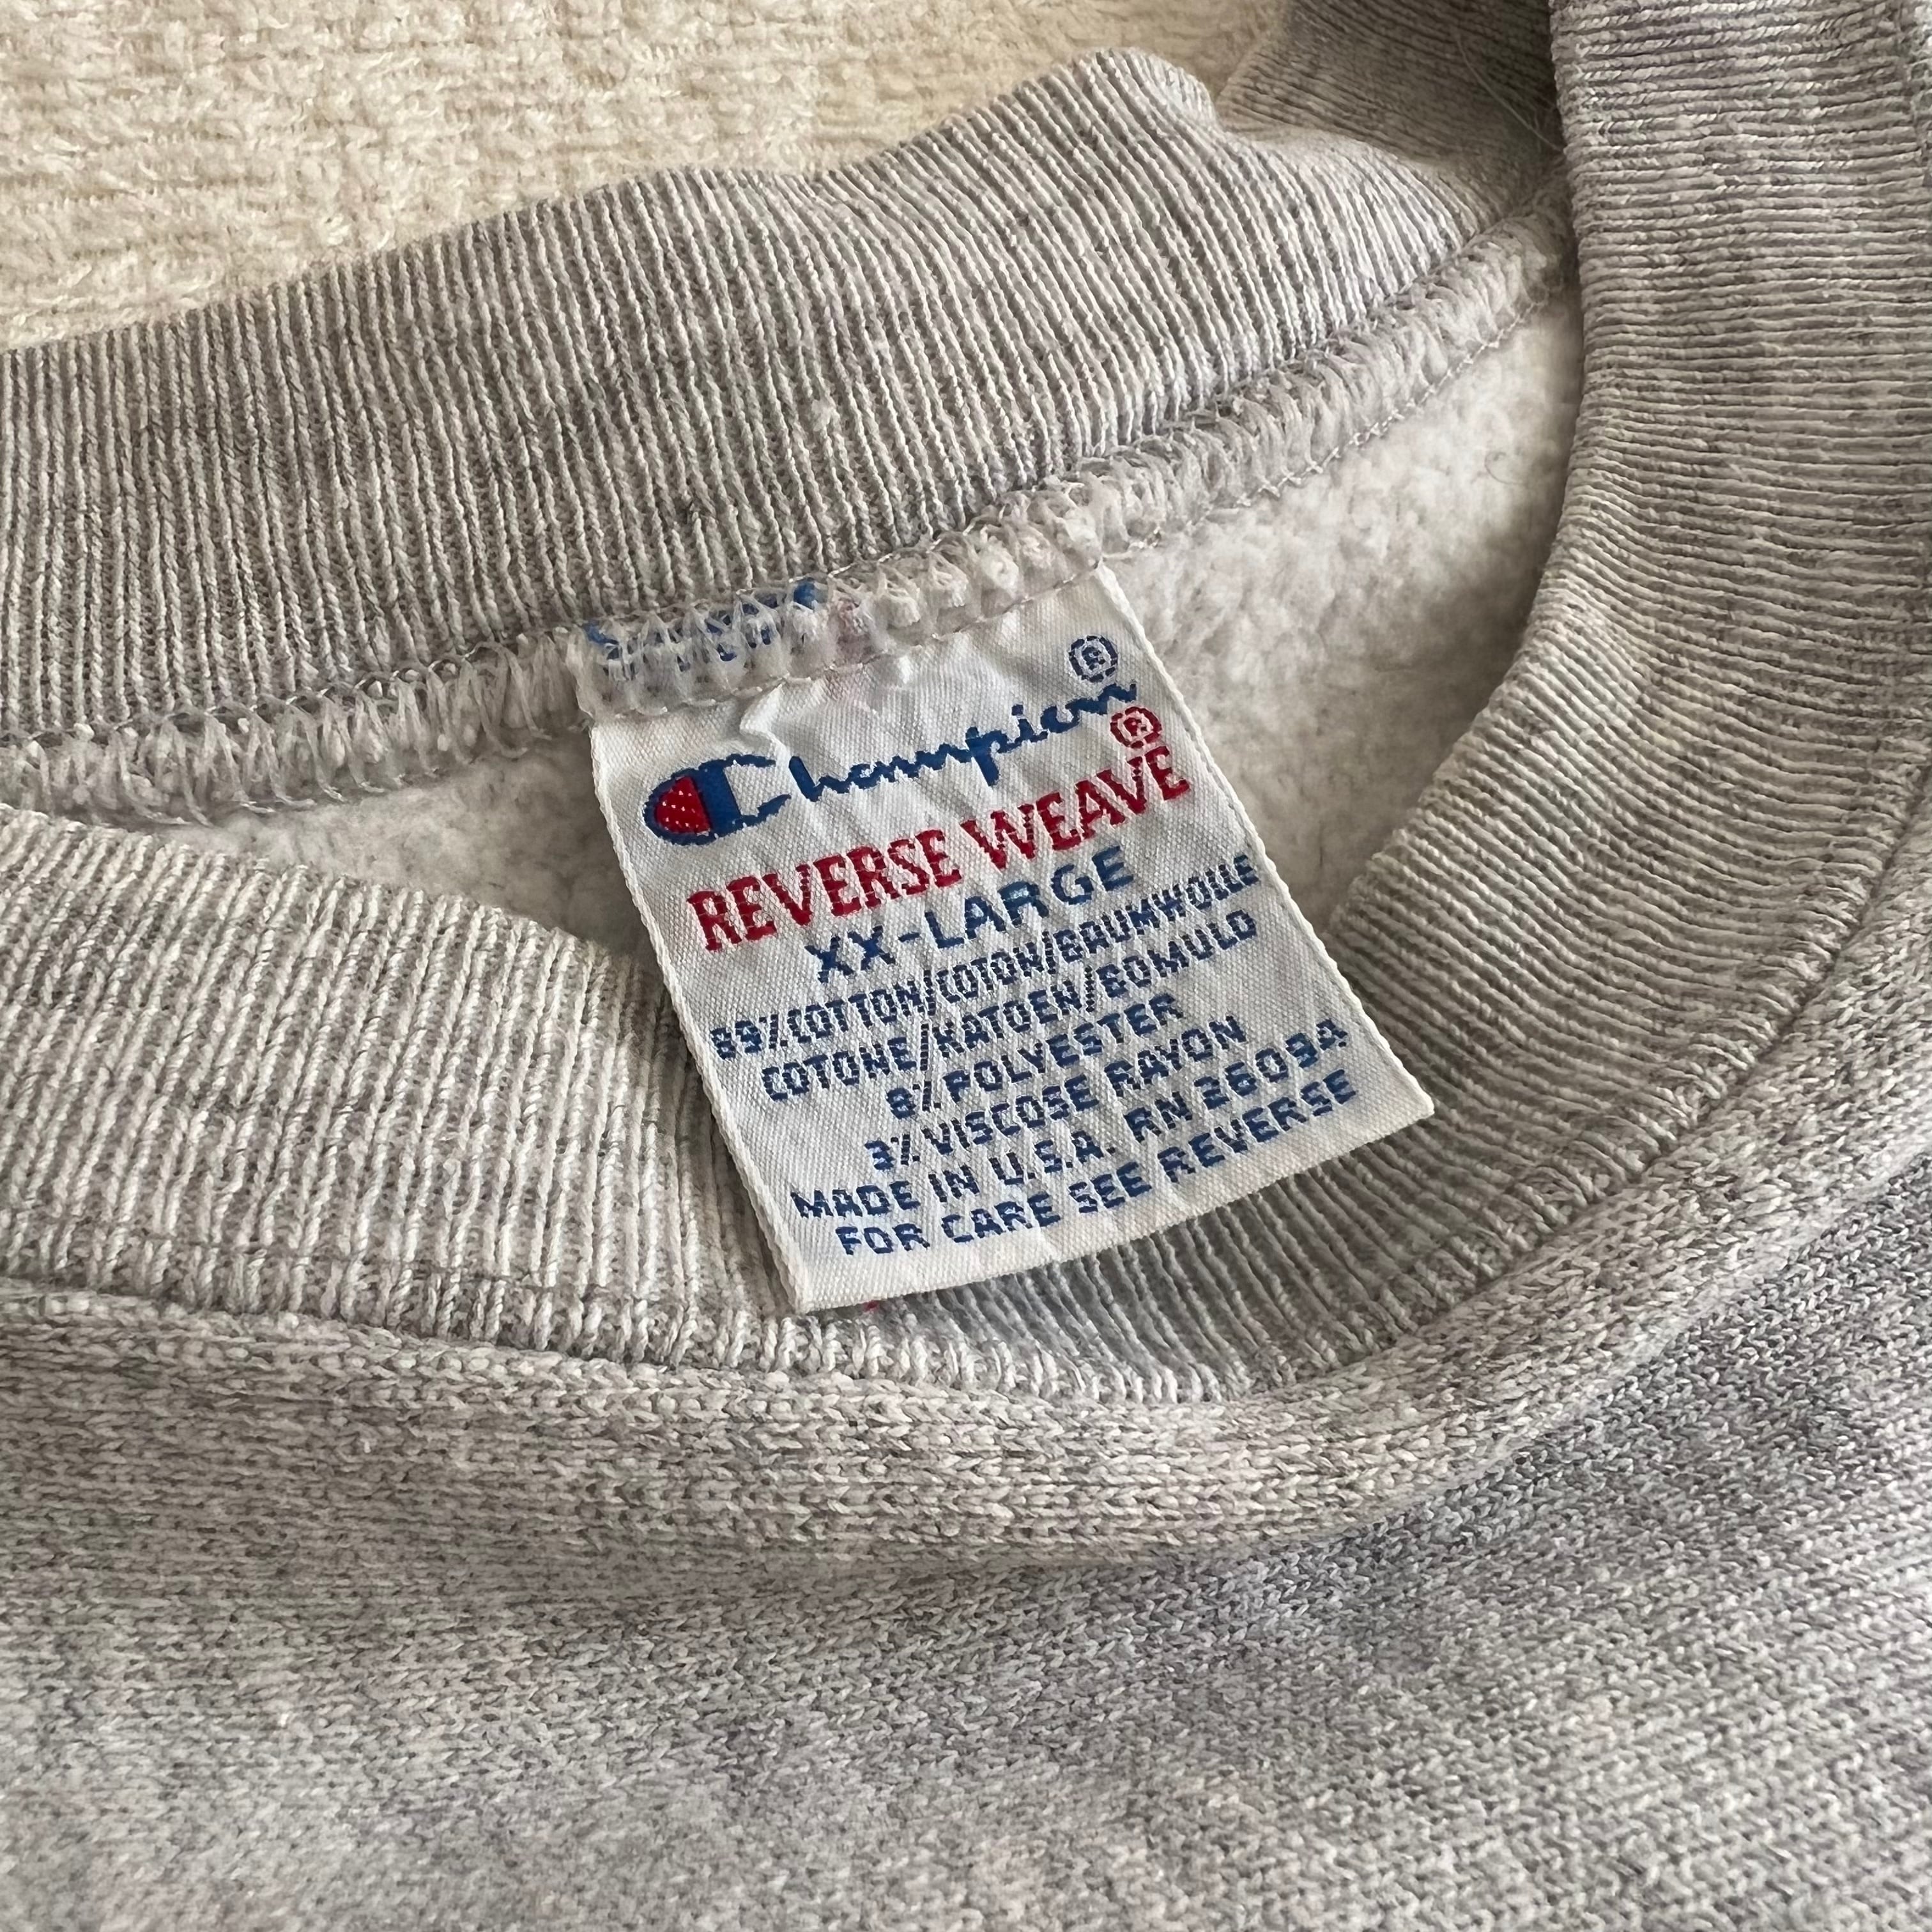 Champion®
REVERSE WEAVE®
XX-LARGE
89% COTTON/COTON/BAUMWOLLE
COTONE/KATOEN/BOMULD
8% POLYESTER
3% VISCOSE RAYON
MADE IN U.S.A. RN 26094
FOR CARE SEE REVERSE